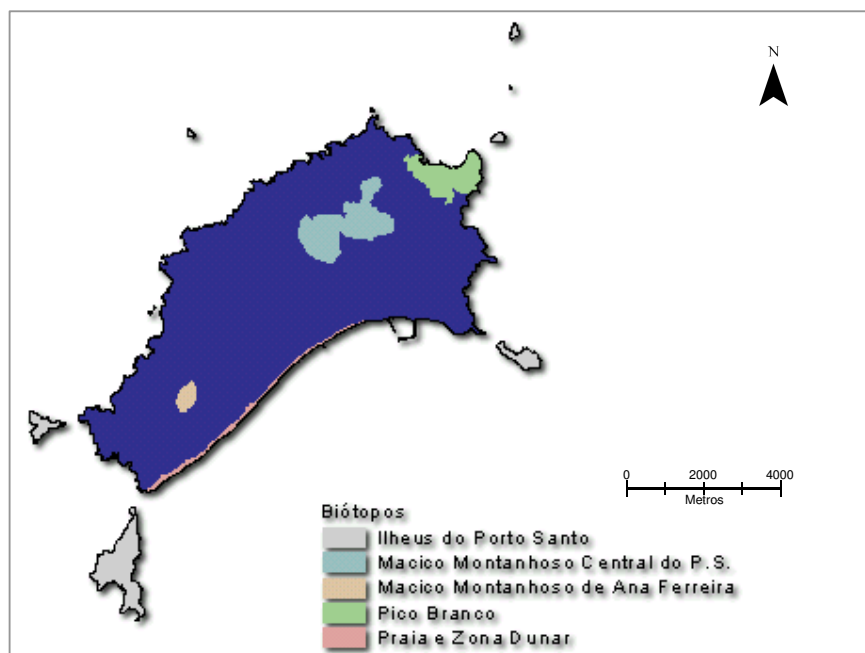 N
0 2000 4000
Metros
Biótopos
Ilheus do Porto Santo
Macico Montanhoso Central do P.S.
Macico Montanhoso de Ana Ferreira
Pico Branco
Praia e Zona Dunar